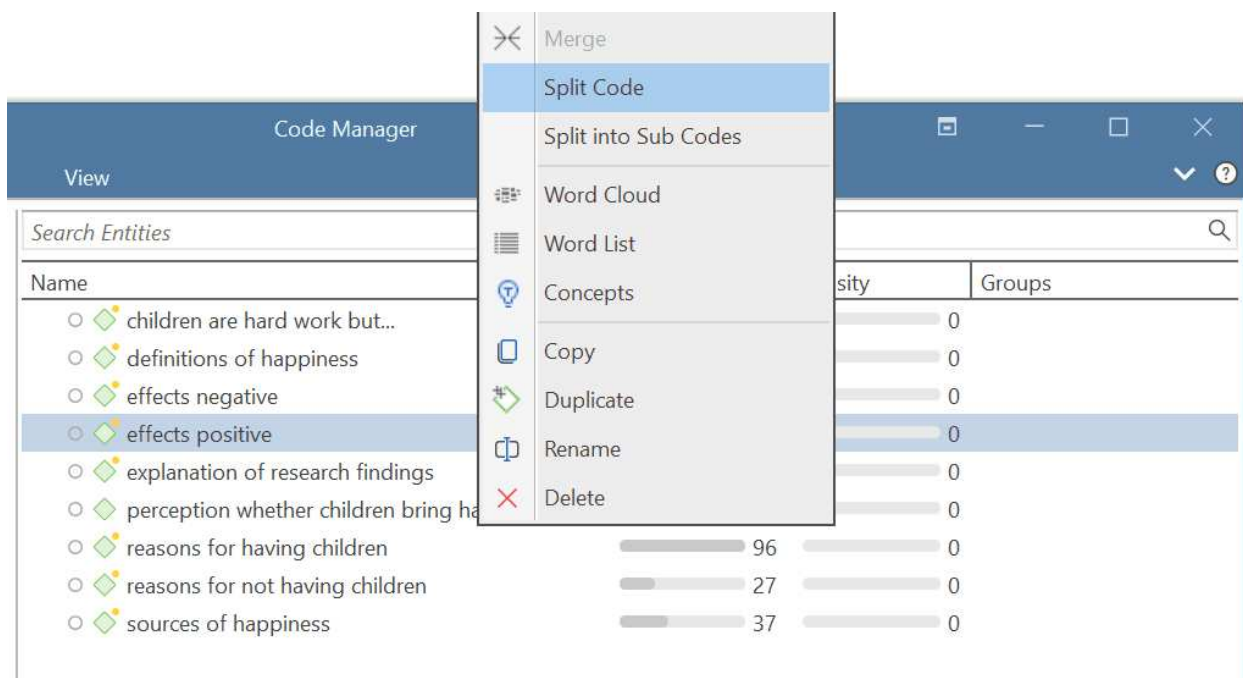 Merge
Split Code
Code Manager
Split into Sub Codes
View
Word Cloud
Search Entities
Word List
Name
sity
Groups
Concepts
children are hard work but...
0
Copy
definitions of happiness
0
effects negative
0
Duplicate
effects positive
0
Rename
explanation of research findings
0
Delete
perception whether children bring ha
0
reasons for having children 96 0
reasons for not having children 27 0
sources of happiness 37 0